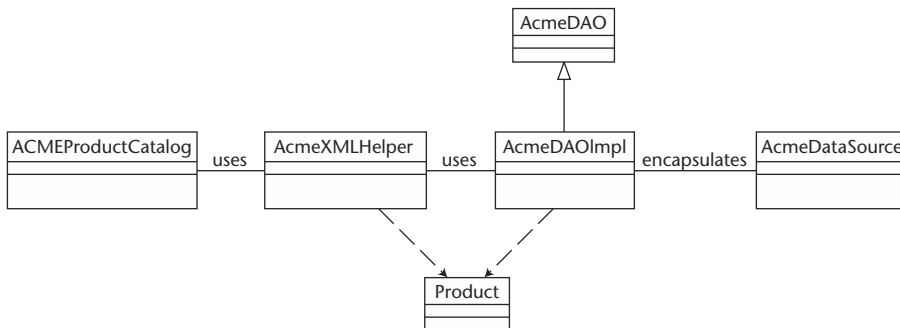 AcmeDAO
ACMEProductCatalog
uses
AcmeXMLHelper
uses
AcmeDAOImpl
encapsulates
AcmeDataSource
Product